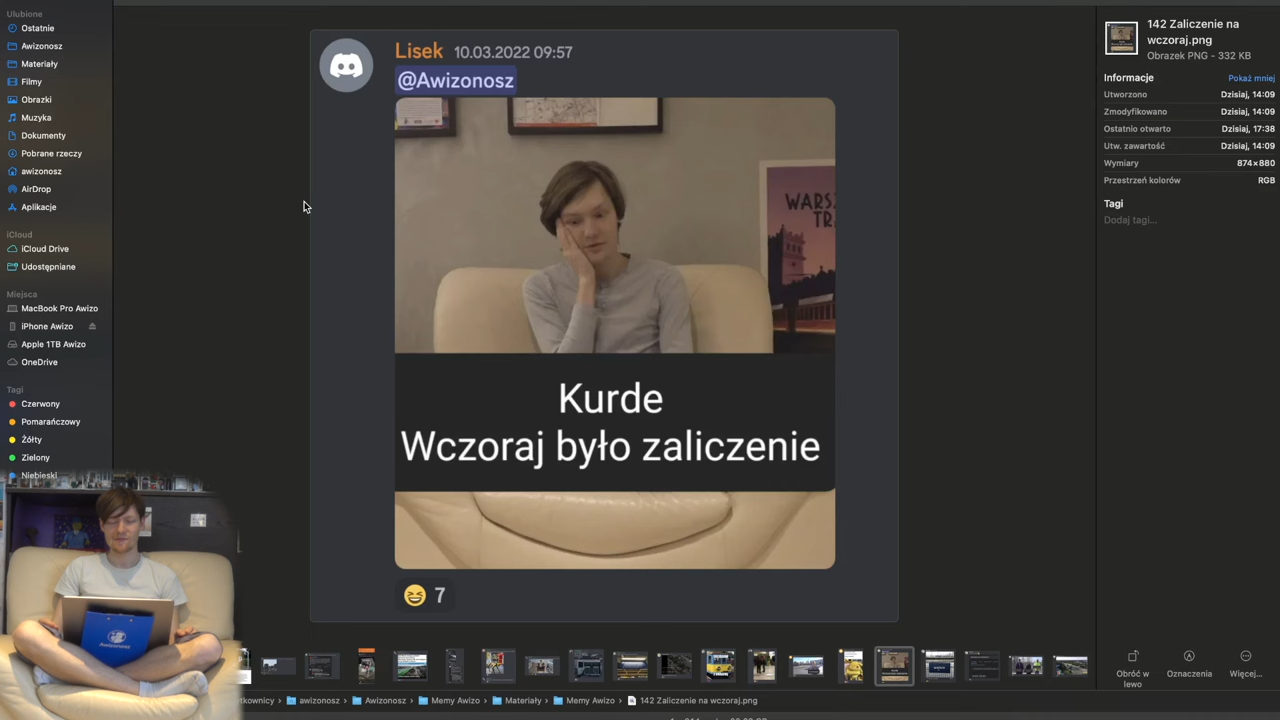 Ulubione
Ostatnie
Awizonosz
Materiały
Filmy
Obrazki
Muzyka
Dokumenty
Pobrane rzeczy
awizonosz
AirDrop
Aplikacje
iCloud
iCloud Drive
Udostępniane
Miejsca
MacBook Pro Awizo
iPhone Awizo
Apple 1TB Awizo
OneDrive
Tagi
Czerwony
Pomarańczowy
Żółty
Zielony
Niebieski
Lisek 10.03.2022 09:57
@Awizonosz
WARS
TRA
Kurde
Wczoraj było zaliczenie
7
Awizonosz
142 Zaliczenie na
wczoraj.png
Obrazek PNG - 332 KB
Informacje Pokaż mniej
Utworzono Dzisiaj, 14:09
Zmodyfikowano Dzisiaj, 14:09
Ostatnio otwarto Dzisiaj, 17:38
Utw. zawartość Dzisiaj, 14:09
Wymiary 874×880
Przestrzeń kolorów RGB
Tagi
Dodaj tagi...
Obróć w
lewo
Oznaczenia
Więcej...
tkownicy awizonosz Awizonosz Memy Awizo Materiały Memy Awizo 142 Zaliczenie na wczoraj.png